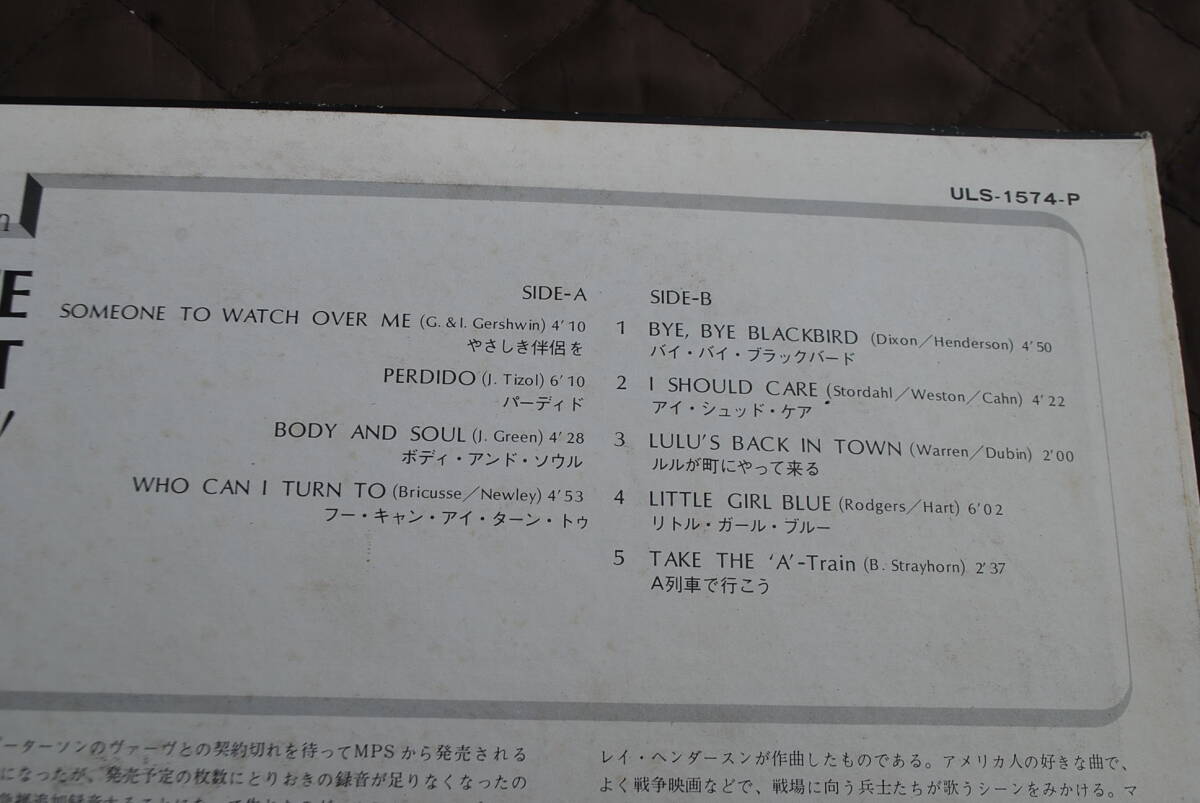 ULS-1574-P
n
E
T
SIDE-A
SOMEONE TO WATCH OVER ME (G. & I. Gershwin) 4'10
やさしき伴侶を
PERDIDO (J. Tizol) 6'10
パーディド
BODY AND SOUL (J. Green) 4'28
ボディ・アンド・ソウル
WHO CAN I TURN TO (Bricusse/Newley) 4'53
フー・キャン・アイ・ターン・トゥ
SIDE-B
1 BYE, BYE BLACKBIRD (Dixon/Henderson) 4'50
バイ・バイ・ブラックバード
2 I SHOULD CARE (Stordahl/Weston/Cahn) 4'22
アイ・シュッド・ケア
3 LULU'S BACK IN TOWN (Warren/Dubin) 2'00
ルルが町にやって来る
4 LITTLE GIRL BLUE (Rodgers/Hart) 6'02
リトル・ガール・ブルー
5 TAKE THE 'A'-Train (B. Strayhorn) 2'37
A列車で行こう
ーターソンのヴァーヴとの契約切れを待ってMPSから発売される
になったが、発売予定の枚数にとりおきの録音が足りなくなったの
レイ・ヘンダースンが作曲したものである。アメリカ人の好きな曲で、
よく戦争映画などで、戦場に向う兵士たちが歌うシーンをみかける。マ